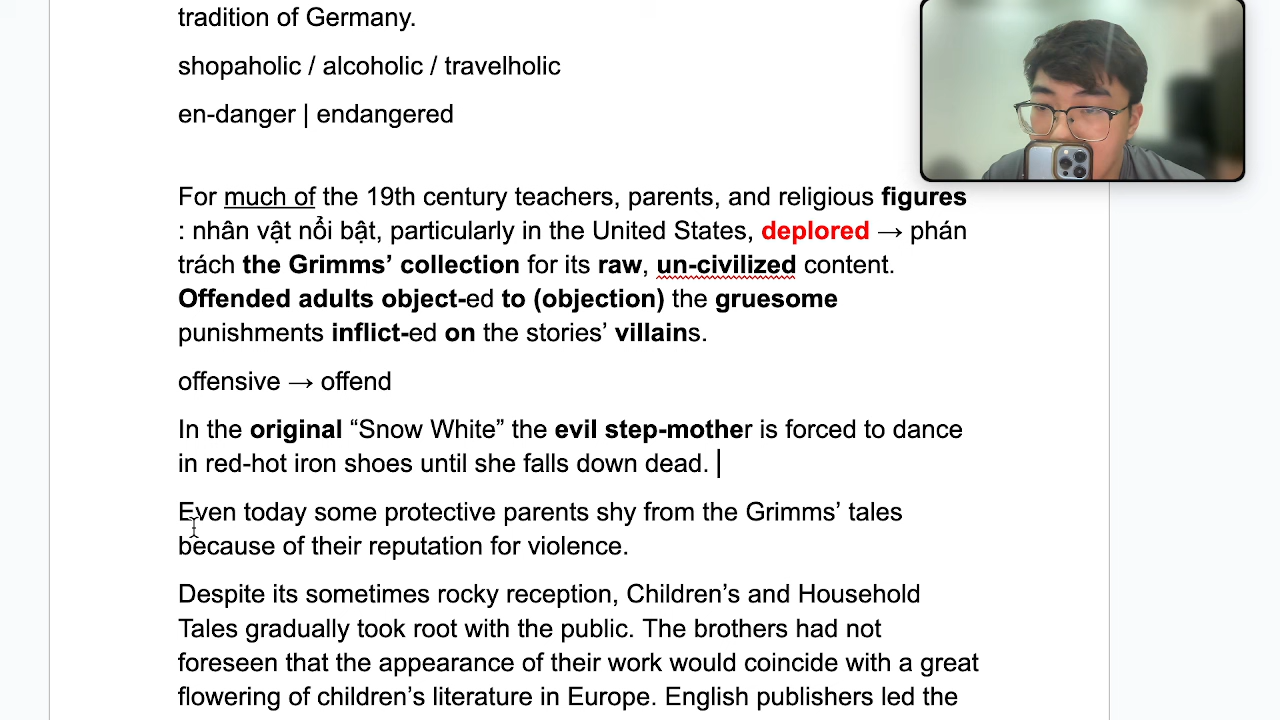 tradition of Germany.
shopaholic / alcoholic / travelholic
en-danger | endangered
For much of the 19th century teachers, parents, and religious figures
: nhân vật nổi bật, particularly in the United States, deplored → phán
trách the Grimms’ collection for its raw, un-civilized content.
Offended adults object-ed to (objection) the gruesome
punishments inflict-ed on the stories’ villains.
offensive → offend
In the original “Snow White” the evil step-mother is forced to dance
in red-hot iron shoes until she falls down dead.
Even today some protective parents shy from the Grimms’ tales
because of their reputation for violence.
Despite its sometimes rocky reception, Children’s and Household
Tales gradually took root with the public. The brothers had not
foreseen that the appearance of their work would coincide with a great
flowering of children’s literature in Europe. English publishers led the